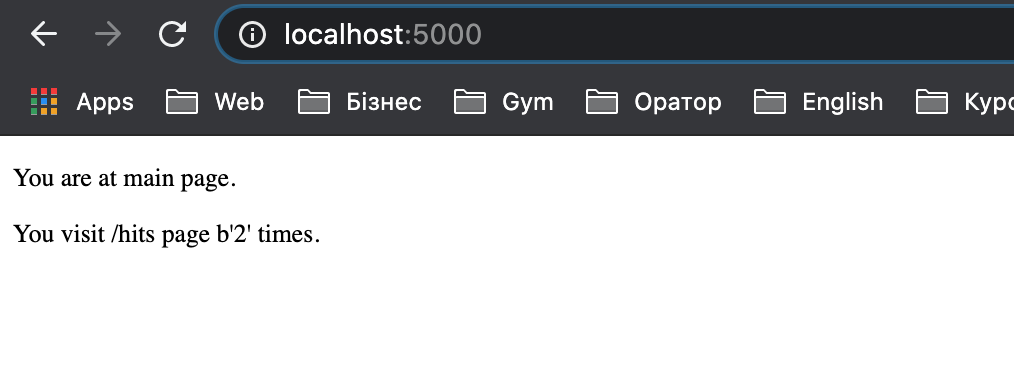 localhost:5000
Apps Web Бізнес Gym Оратор English
You are at main page.
You visit /hits page b'2' times.